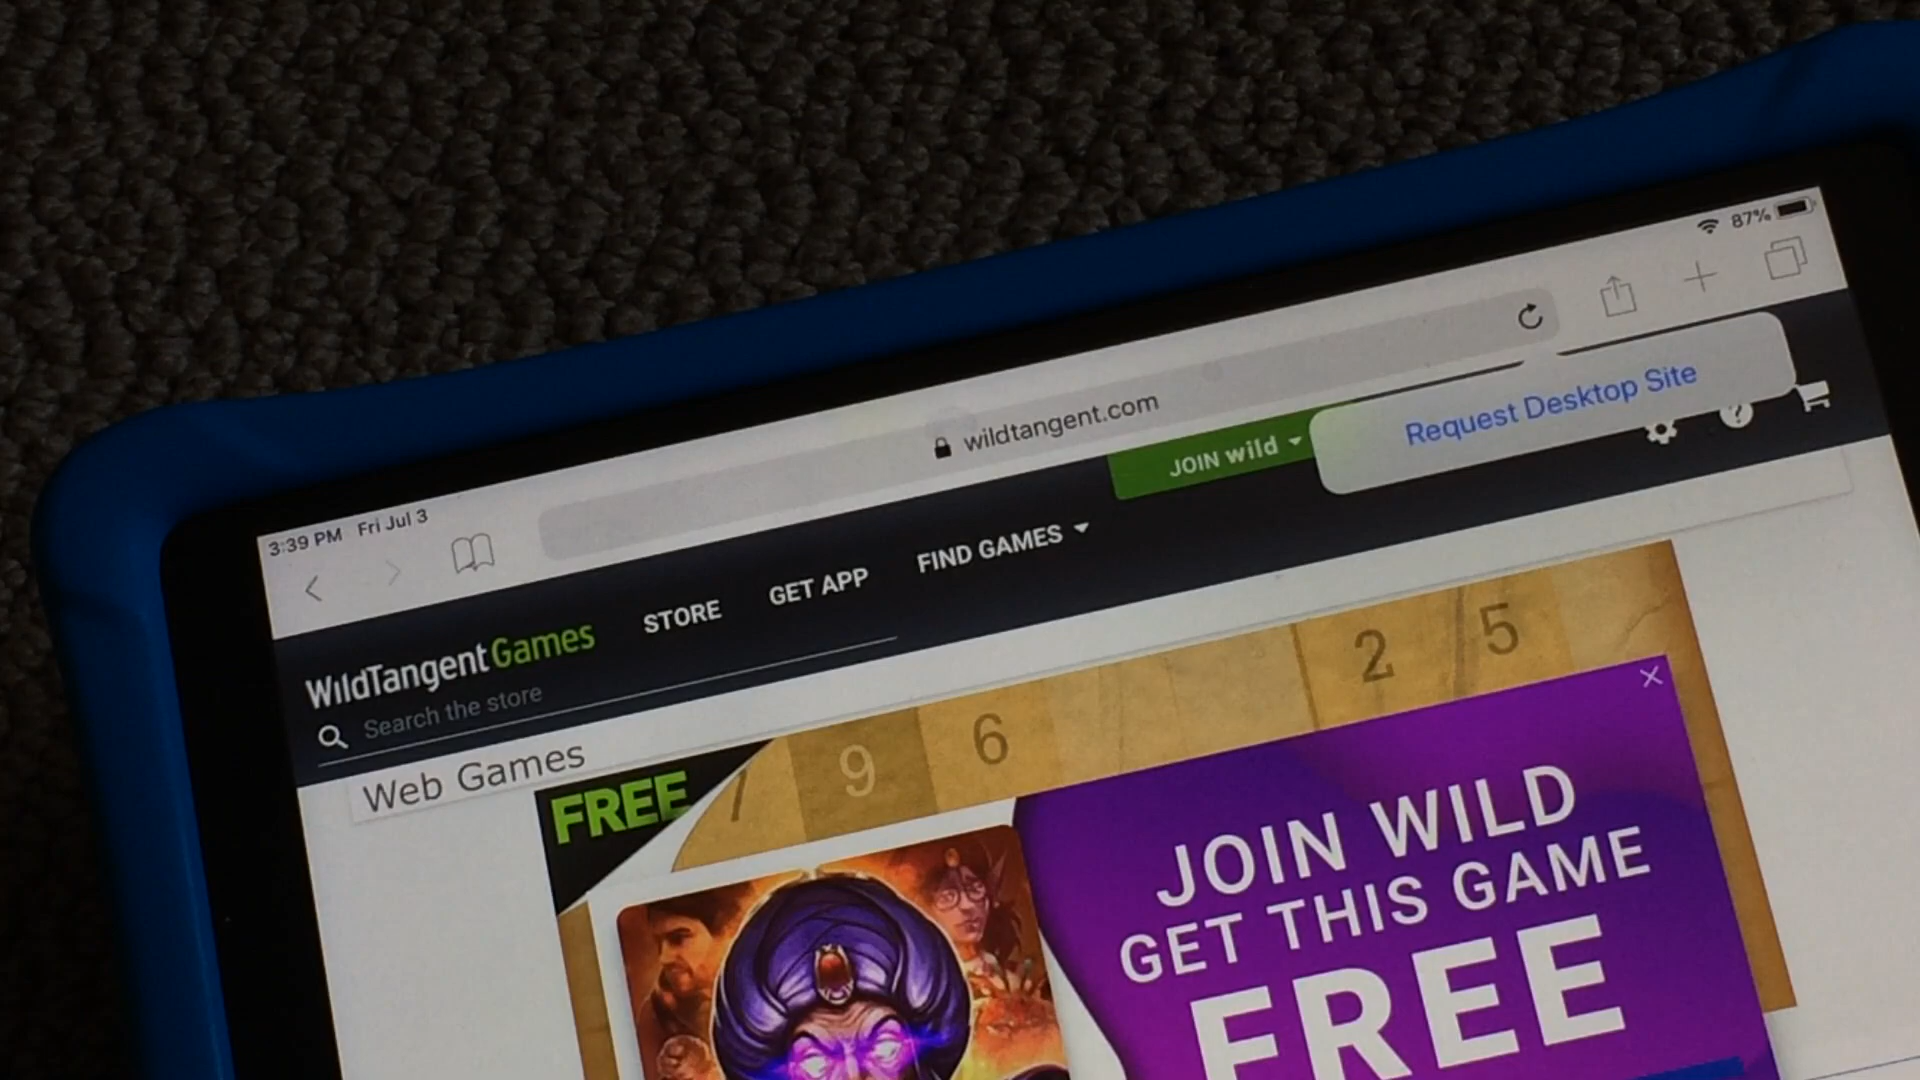 3:39 PM Fri Jul 3
87%
wildtangent.com
Request Desktop Site
WildTangent Games
STORE
GET APP
FIND GAMES
JOIN wild
?
Search the store
Web Games
FREE
7 9 6 2 5
JOIN WILD
GET THIS GAME
FREE